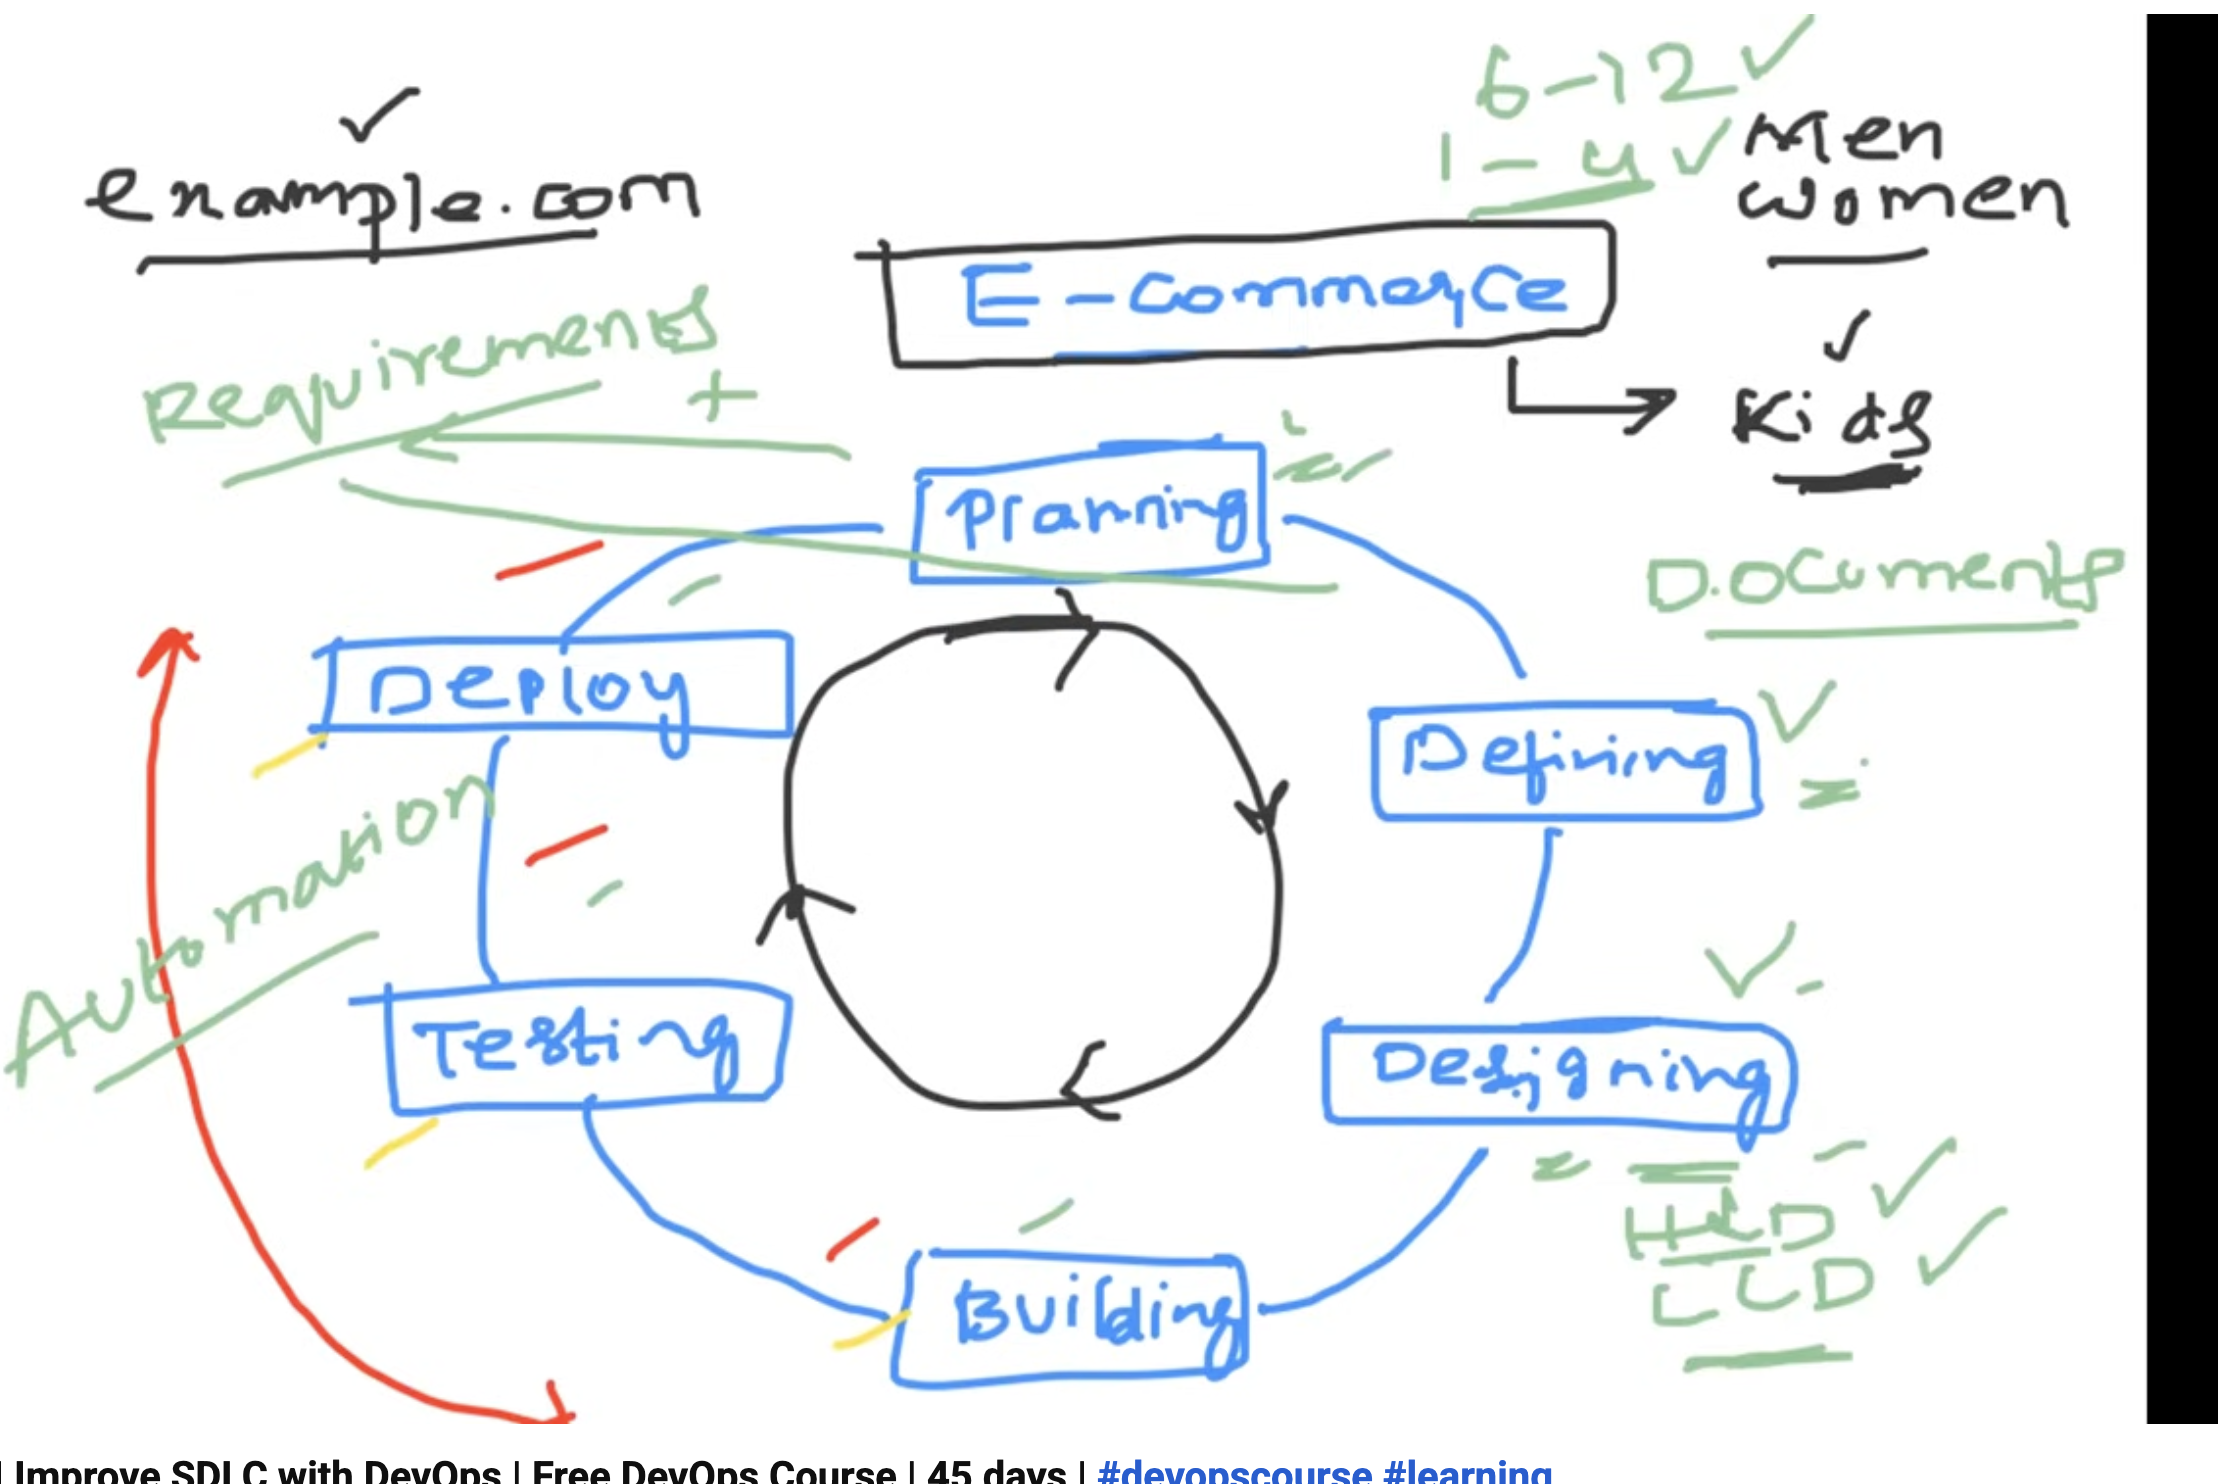 6-12
1-4
Men
Women
example.com
E-Commerce
Requirements
+
Kids
Planning
Documents
Deploy
Defining
Automation
Testing
Designing
HLD
LLD
Building
Improve SDLC with DevOps | Free DevOps Course | 45 days | #devopscourse #learning